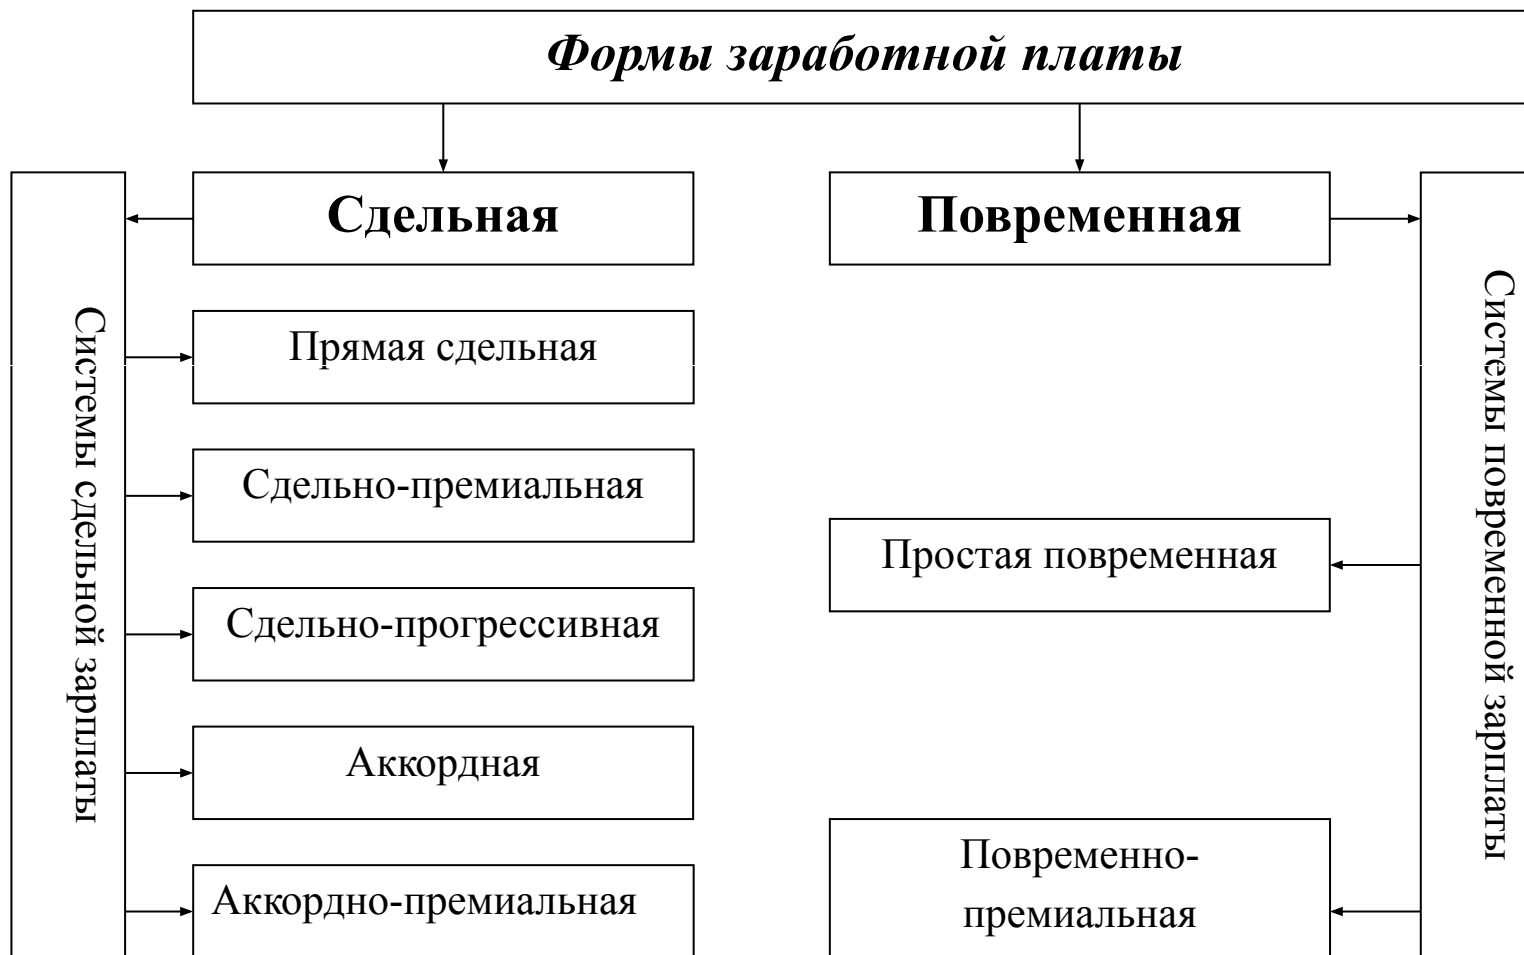 Формы заработной платы
Сдельная
Повременная
Системы сдельной зарплаты
Прямая сдельная
Сдельно-премиальная
Сдельно-прогрессивная
Аккордная
Аккордно-премиальная
Простая повременная
Повременно-
премиальная
Системы повременной зарплаты